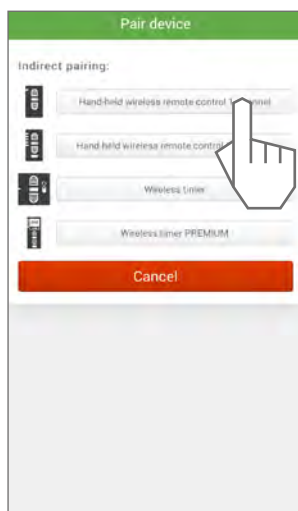 Pair device
Indirect pairing:
Hand-held wireless remote control 1
Hand-held wireless remote control
Wireless timer
Wireless timer PREMIUM
Cancel